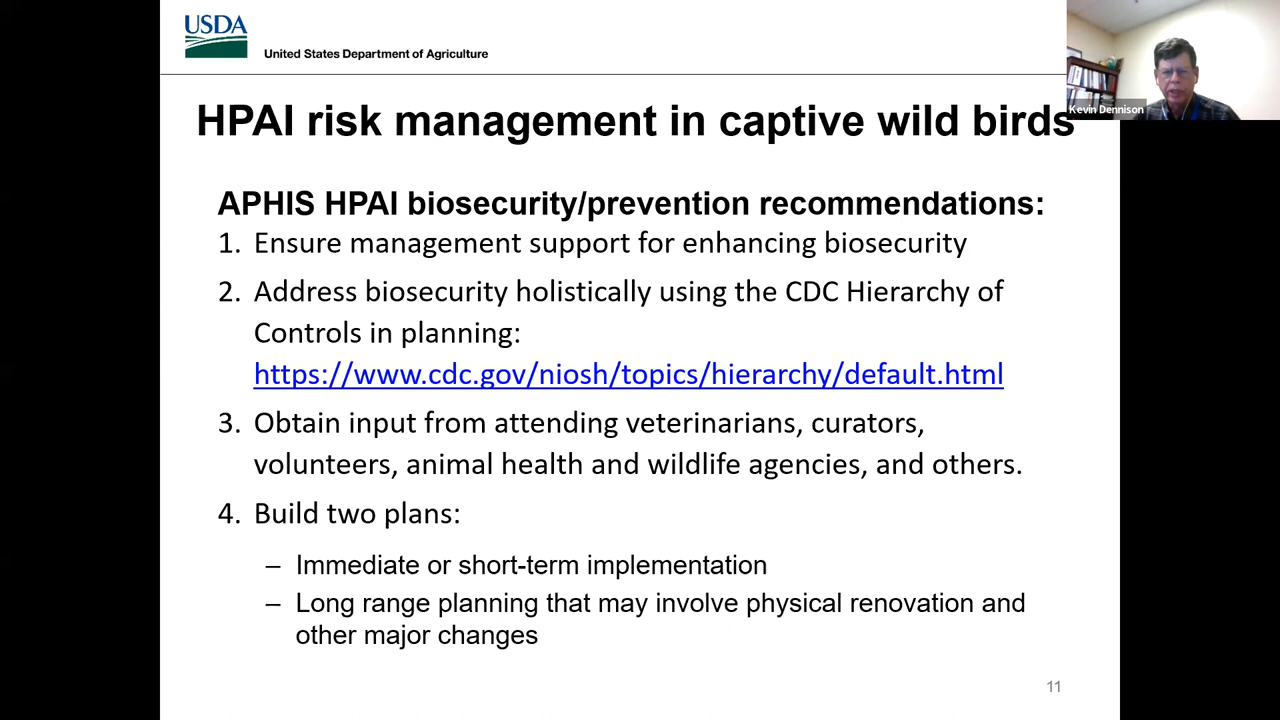 USDA
United States Department of Agriculture
Kevin Dennison
HPAI risk management in captive wild birds
APHIS HPAI biosecurity/prevention recommendations:
1. Ensure management support for enhancing biosecurity
2. Address biosecurity holistically using the CDC Hierarchy of
Controls in planning:
https://www.cdc.gov/niosh/topics/hierarchy/default.html
3. Obtain input from attending veterinarians, curators,
volunteers, animal health and wildlife agencies, and others.
4. Build two plans:
– Immediate or short-term implementation
– Long range planning that may involve physical renovation and
other major changes
11